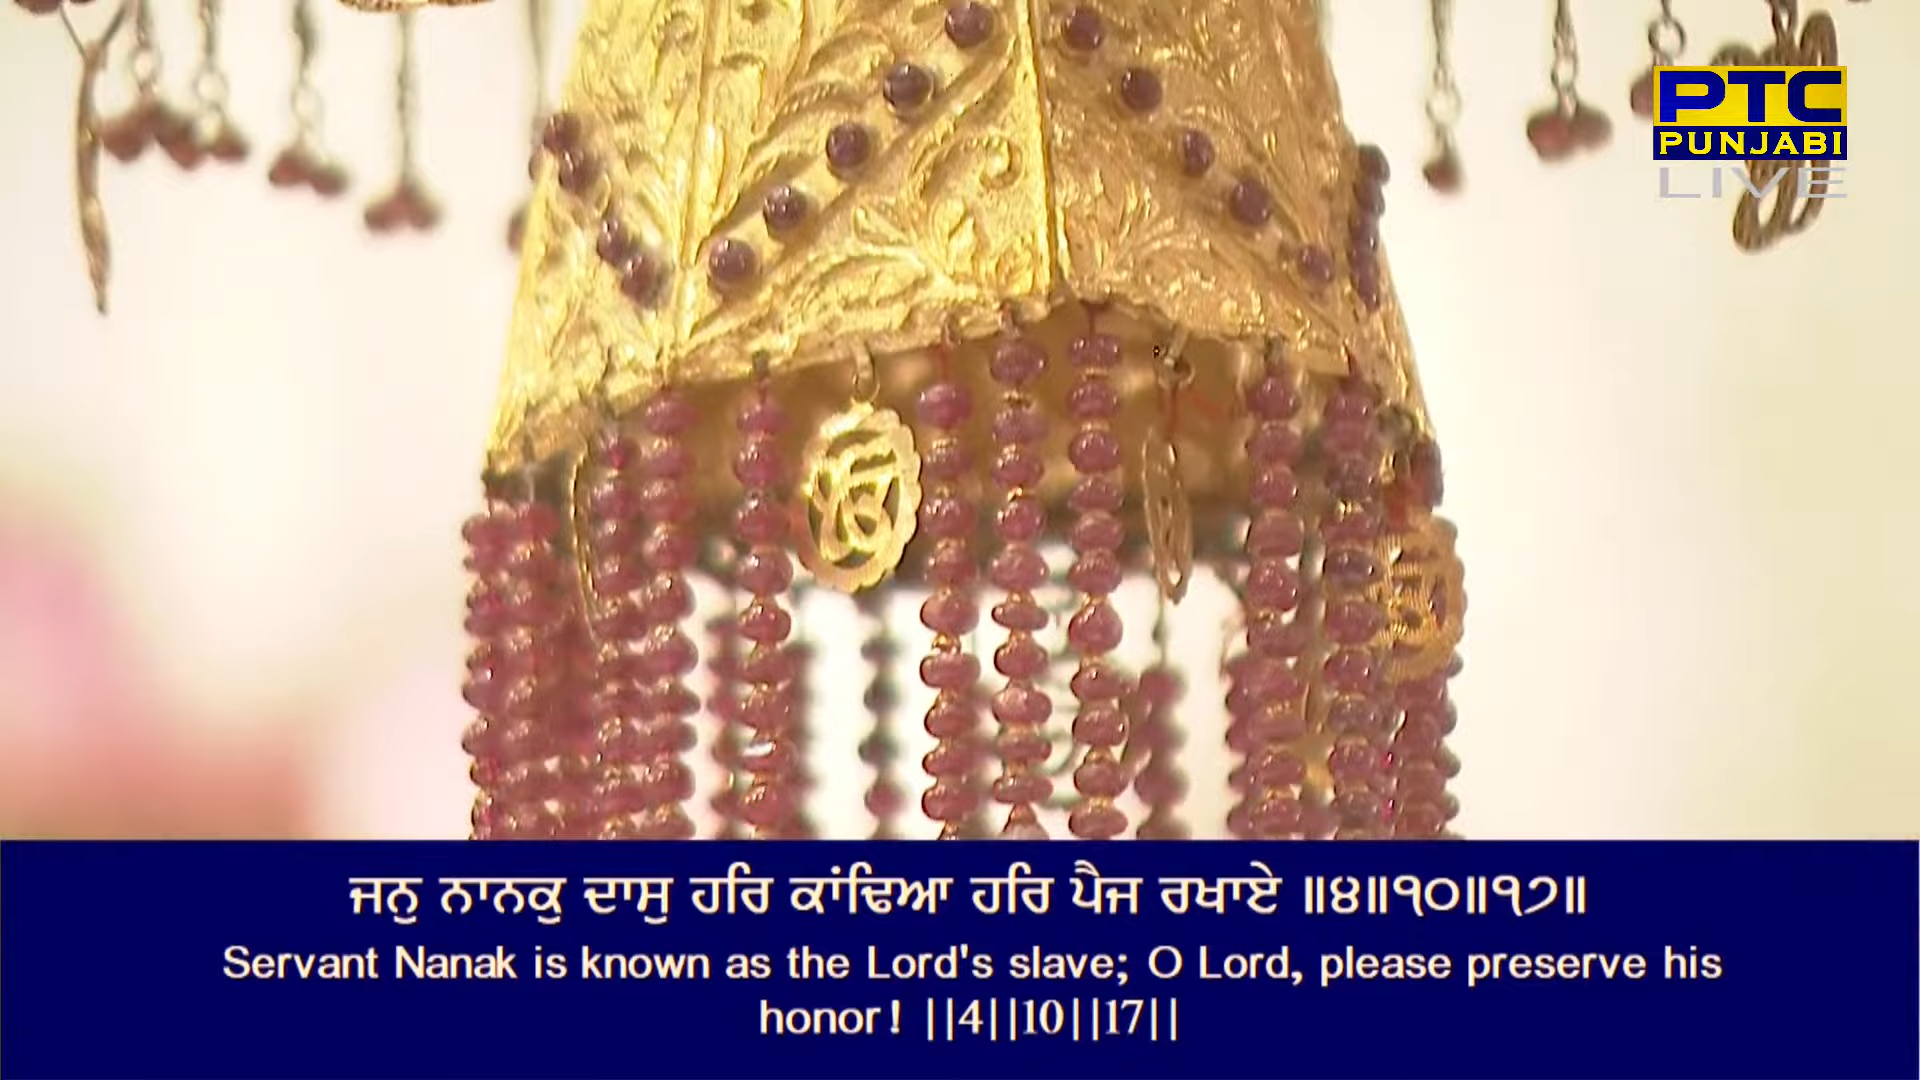 PTC
PUNJABI
LIVE
ੴ
ਜਨੁ ਨਾਨਕੁ ਦਾਸੁ ਹਰਿ ਕਾਂਢਿਆ ਹਰਿ ਪੈਜ ਰਖਾਏ ॥੪॥੧੦॥੧੭॥
Servant Nanak is known as the Lord's slave; O Lord, please preserve his
honor! ||4||10||17||